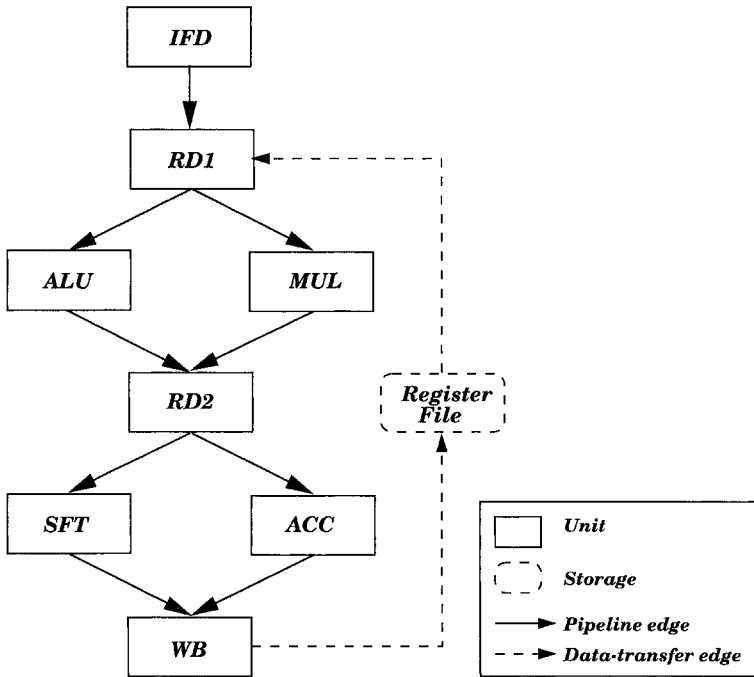 IFD
RD1
ALU
MUL
RD2
Register
File
SFT
ACC
WB
Unit
Storage
Pipeline edge
Data-transfer edge